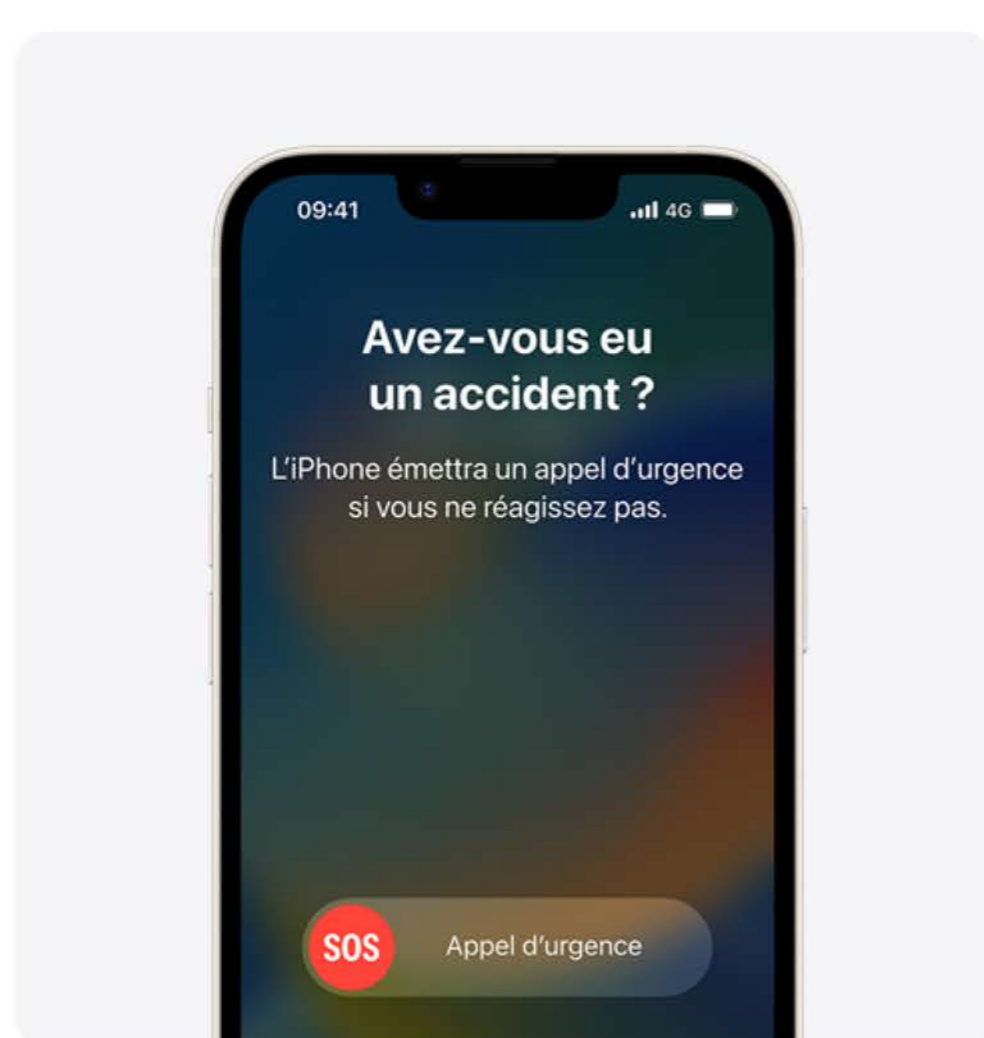 09:41
4G
Avez-vous eu
un accident ?
L’iPhone émettra un appel d’urgence
si vous ne réagissez pas.
SOS
Appel d’urgence